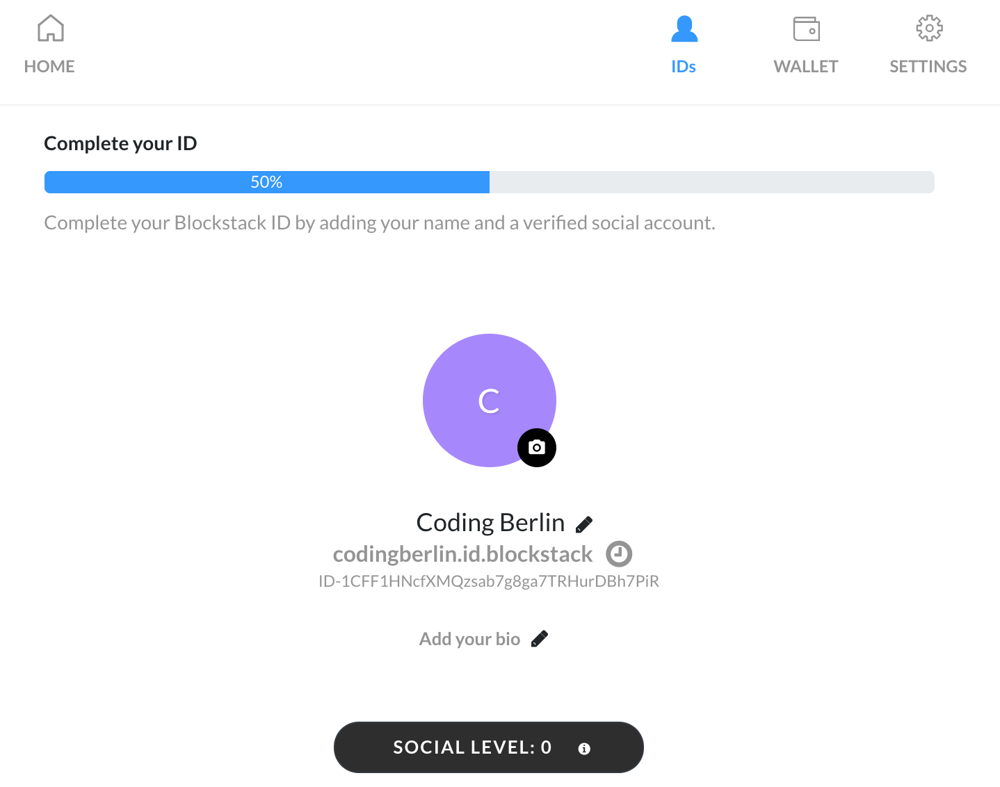 HOME
IDs
WALLET
SETTINGS
Complete your ID
50%
Complete your Blockstack ID by adding your name and a verified social account.
C
Coding Berlin
codingberlin.id.blockstack
ID-1CFF1HNcfXMQzsab7g8ga7TRHurDBh7PiR
Add your bio
SOCIAL LEVEL: 0